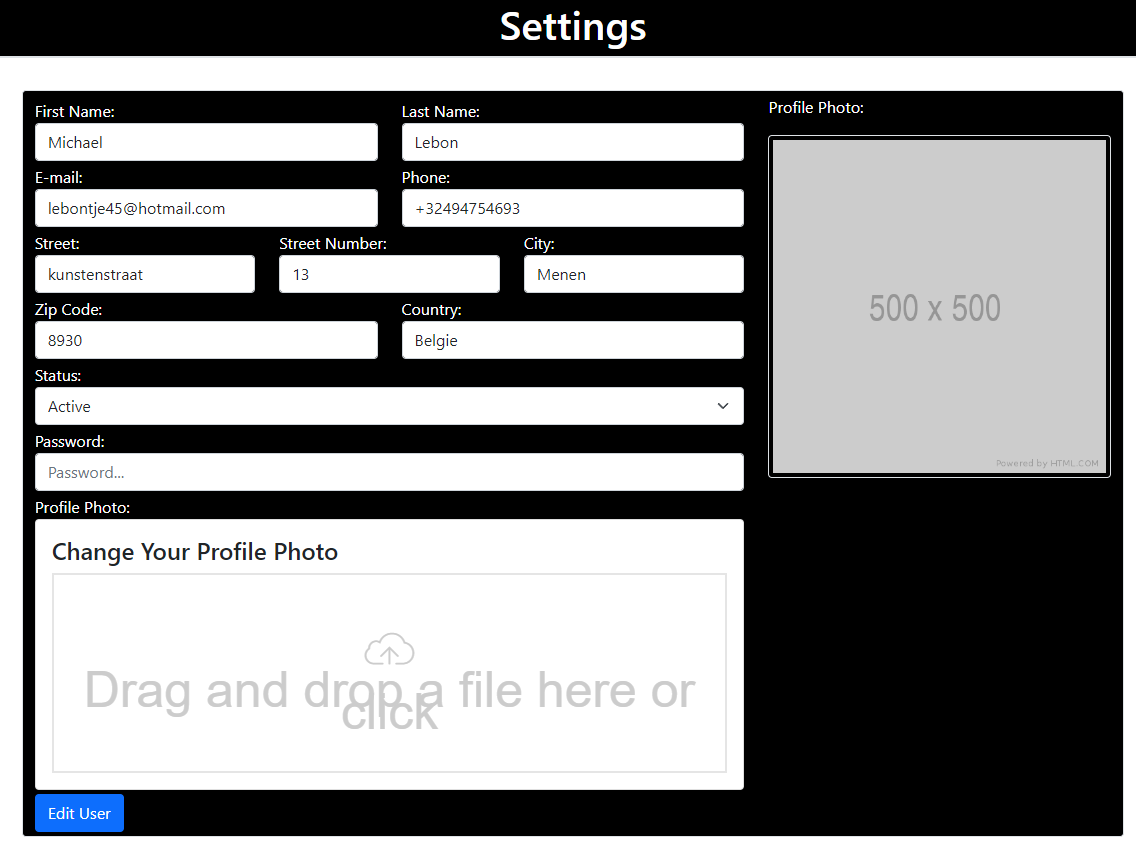 Settings
First Name:
Last Name:
Profile Photo:
Michael
Lebon
E-mail:
Phone:
lebontje45@hotmail.com
+32494754693
Street:
Street Number:
City:
kunstenstraat
13
Menen
500 x 500
Zip Code:
Country:
8930
Belgie
Status:
Active
Password:
Powered by HTML.COM
Password...
Profile Photo:
Change Your Profile Photo
Drag and drop a file here or
click
Edit User